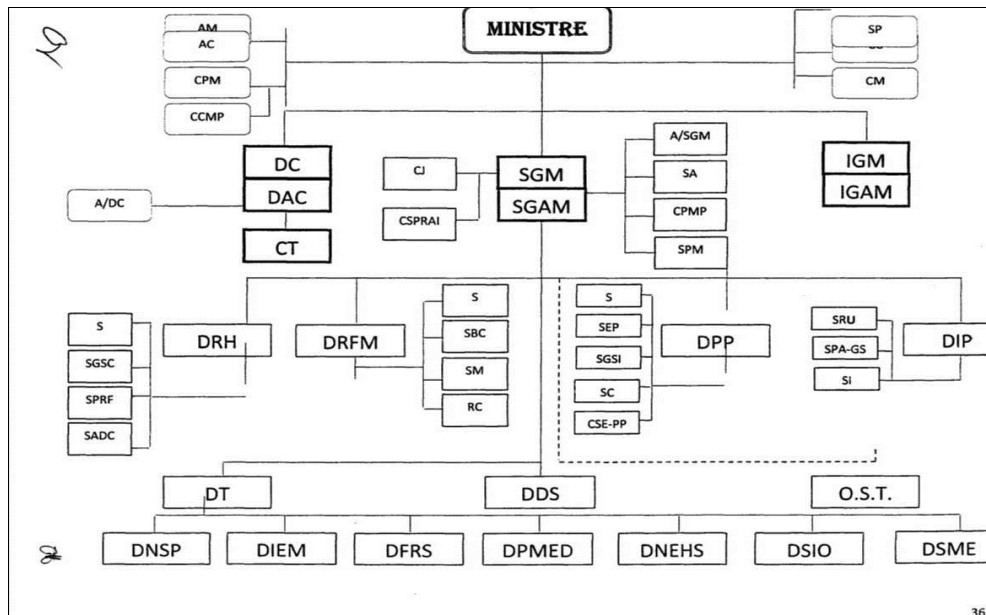 MINISTRE
AM
AC
CPM
CCMP
SP
CM
DC
DAC
CT
A/DC
CJ
CSPRAI
SGM
SGAM
A/SGM
SA
CPMP
SPM
IGM
IGAM
S
SGSC
SPRF
SADC
DRH
DRFM
S
SBC
SM
RC
S
SEP
SGSI
SC
CSE-PP
DPP
SRU
SPA-GS
Si
DIP
DT
DDS
O.S.T.
DNSP
DIEM
DFRS
DPMED
DNEHS
DSIO
DSME
36